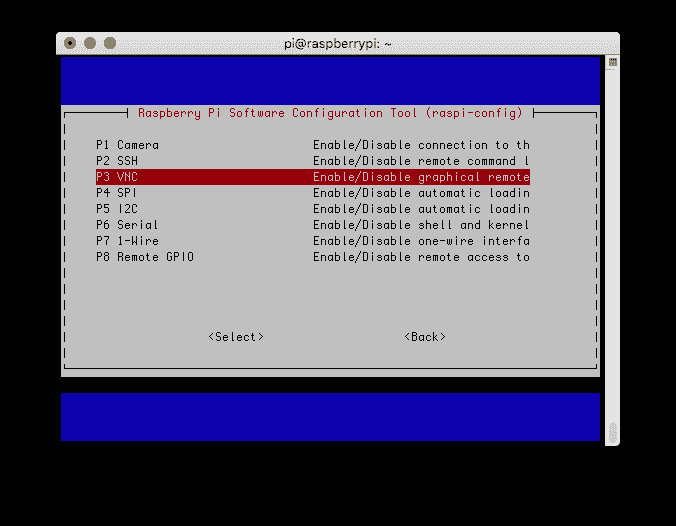 pi@raspberrypi: ~
Raspberry Pi Software Configuration Tool (raspi-config)
P1 Camera Enable/Disable connection to th
P2 SSH Enable/Disable remote command l
P3 VNC Enable/Disable graphical remote
P4 SPI Enable/Disable automatic loadin
P5 I2C Enable/Disable automatic loadin
P6 Serial Enable/Disable shell and kernel
P7 1-Wire Enable/Disable one-wire interfa
P8 Remote GPIO Enable/Disable remote access to
<Select> <Back>